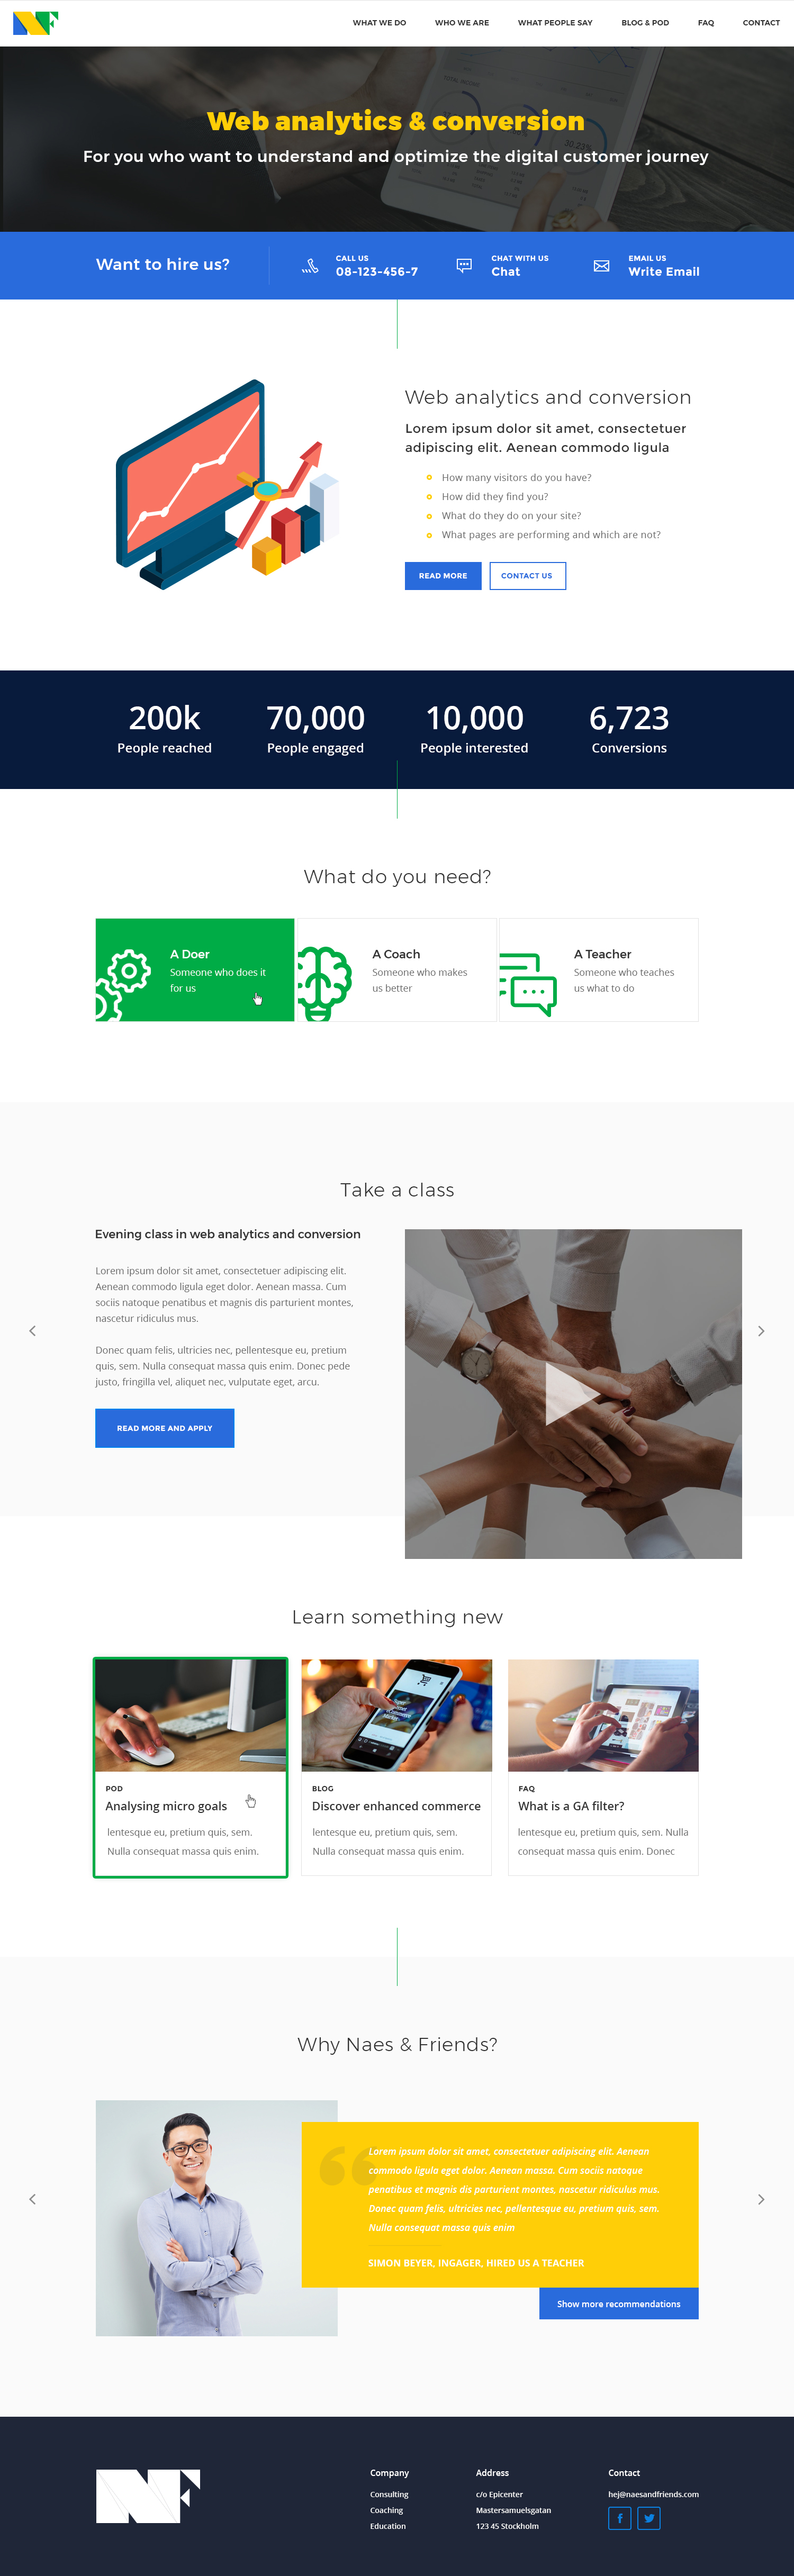 WHAT WE DO
WHO WE ARE
WHAT PEOPLE SAY
BLOG & POD
FAQ
CONTACT
Web analytics & conversion
For you who want to understand and optimize the digital customer journey
Want to hire us?
CALL US
08-123-456-7
CHAT WITH US
Chat
EMAIL US
Write Email
Web analytics and conversion
Lorem ipsum dolor sit amet, consectetuer
adipiscing elit. Aenean commodo ligula
How many visitors do you have?
How did they find you?
What do they do on your site?
What pages are performing and which are not?
READ MORE
CONTACT US
200k
People reached
70,000
People engaged
10,000
People interested
6,723
Conversions
What do you need?
A Doer
Someone who does it
for us
A Coach
Someone who makes
us better
A Teacher
Someone who teaches
us what to do
Take a class
Evening class in web analytics and conversion
Lorem ipsum dolor sit amet, consectetuer adipiscing elit.
Aenean commodo ligula eget dolor. Aenean massa. Cum
sociis natoque penatibus et magnis dis parturient montes,
nascetur ridiculus mus.
Donec quam felis, ultricies nec, pellentesque eu, pretium
quis, sem. Nulla consequat massa quis enim. Donec pede
justo, fringilla vel, aliquet nec, vulputate eget, arcu.
READ MORE AND APPLY
Learn something new
POD
Analysing micro goals
lentesque eu, pretium quis, sem.
Nulla consequat massa quis enim.
BLOG
Discover enhanced commerce
lentesque eu, pretium quis, sem.
Nulla consequat massa quis enim.
FAQ
What is a GA filter?
lentesque eu, pretium quis, sem. Nulla
consequat massa quis enim. Donec
Why Naes & Friends?
Lorem ipsum dolor sit amet, consectetuer adipiscing elit. Aenean
commodo ligula eget dolor. Aenean massa. Cum sociis natoque
penatibus et magnis dis parturient montes, nascetur ridiculus mus.
Donec quam felis, ultricies nec, pellentesque eu, pretium quis, sem.
Nulla consequat massa quis enim
SIMON BEYER, INGAGER, HIRED US A TEACHER
Show more recommendations
NF
Company
Consulting
Coaching
Education
Address
c/o Epicenter
Mastersamuelsgatan
123 45 Stockholm
Contact
hej@naesandfriends.com